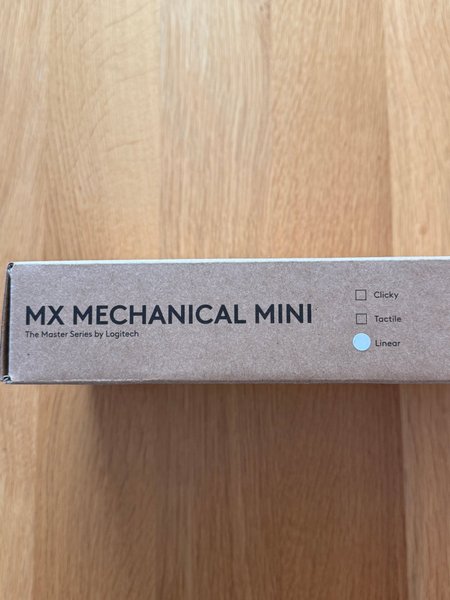 MX MECHANICAL MINI
The Master Series by Logitech
Clicky
Tactile
Linear